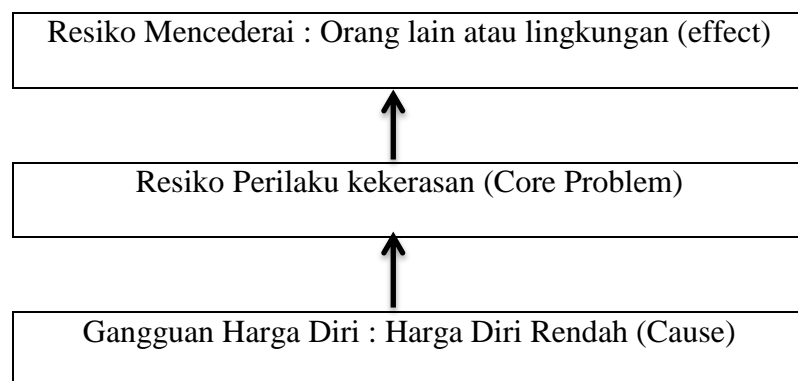 Resiko Mencederai : Orang lain atau lingkungan (effect)
Resiko Perilaku kekerasan (Core Problem)
Gangguan Harga Diri : Harga Diri Rendah (Cause)